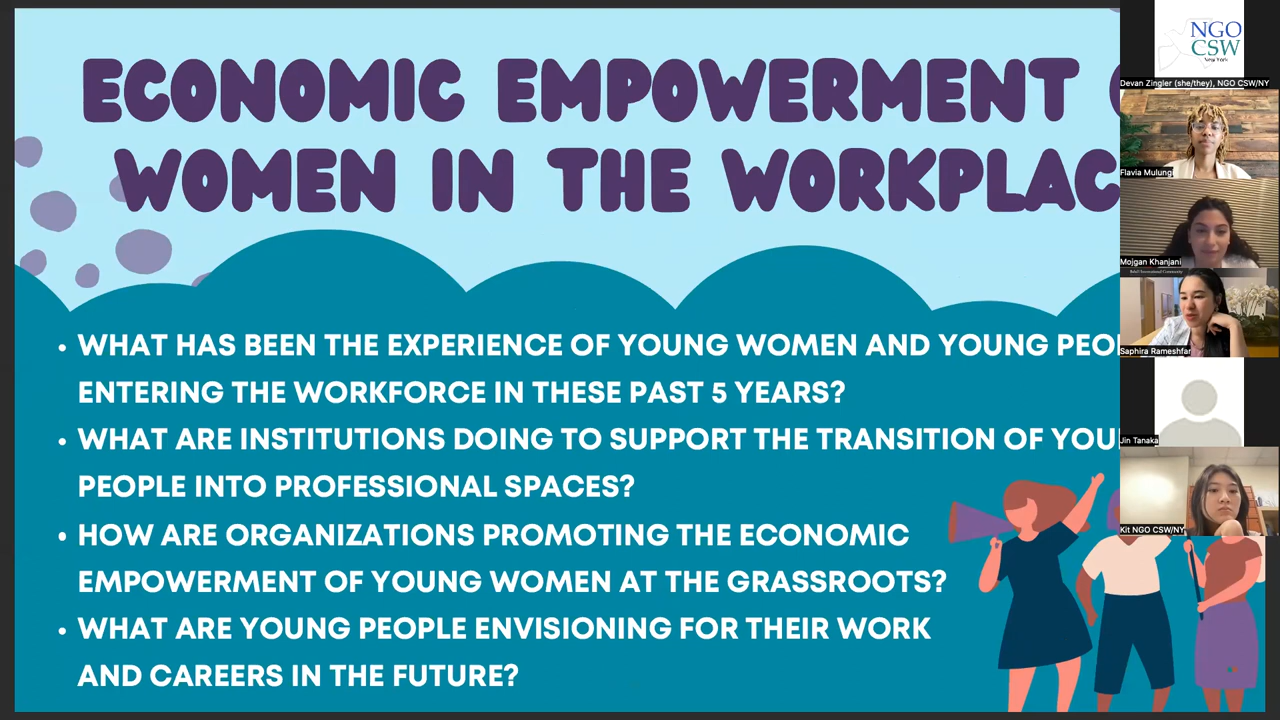 ECONOMIC EMPOWERMENT
WOMEN IN THE WORKPLAC
WHAT HAS BEEN THE EXPERIENCE OF YOUNG WOMEN AND YOUNG PEO
ENTERING THE WORKFORCE IN THESE PAST 5 YEARS?
WHAT ARE INSTITUTIONS DOING TO SUPPORT THE TRANSITION OF YOU
PEOPLE INTO PROFESSIONAL SPACES?
HOW ARE ORGANIZATIONS PROMOTING THE ECONOMIC
EMPOWERMENT OF YOUNG WOMEN AT THE GRASSROOTS?
WHAT ARE YOUNG PEOPLE ENVISIONING FOR THEIR WORK
AND CAREERS IN THE FUTURE?
NGO
CSW
New York
Devan Zingler (she/they), NGO CSW/NY
Flavia Mulungi
Mojgan Khanjani
Bahá'í International Community
Saphira Rameshfar
Jin Tanaka
Kit NGO CSW/NY